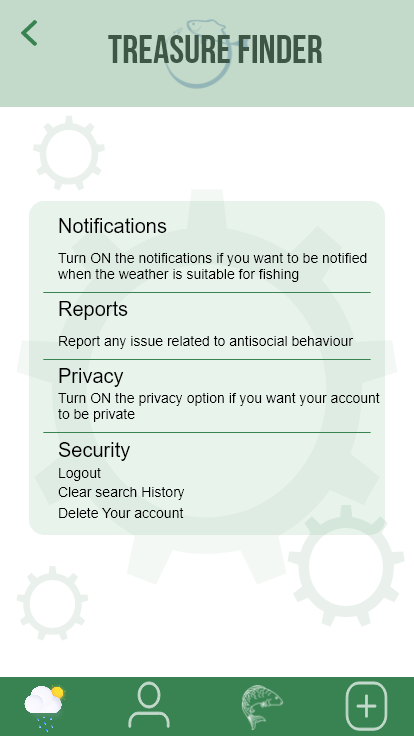 TREASURE FINDER
Notifications
Turn ON the notifications if you want to be notified
when the weather is suitable for fishing
Reports
Report any issue related to antisocial behaviour
Privacy
Turn ON the privacy option if you want your account
to be private
Security
Logout
Clear search History
Delete Your account